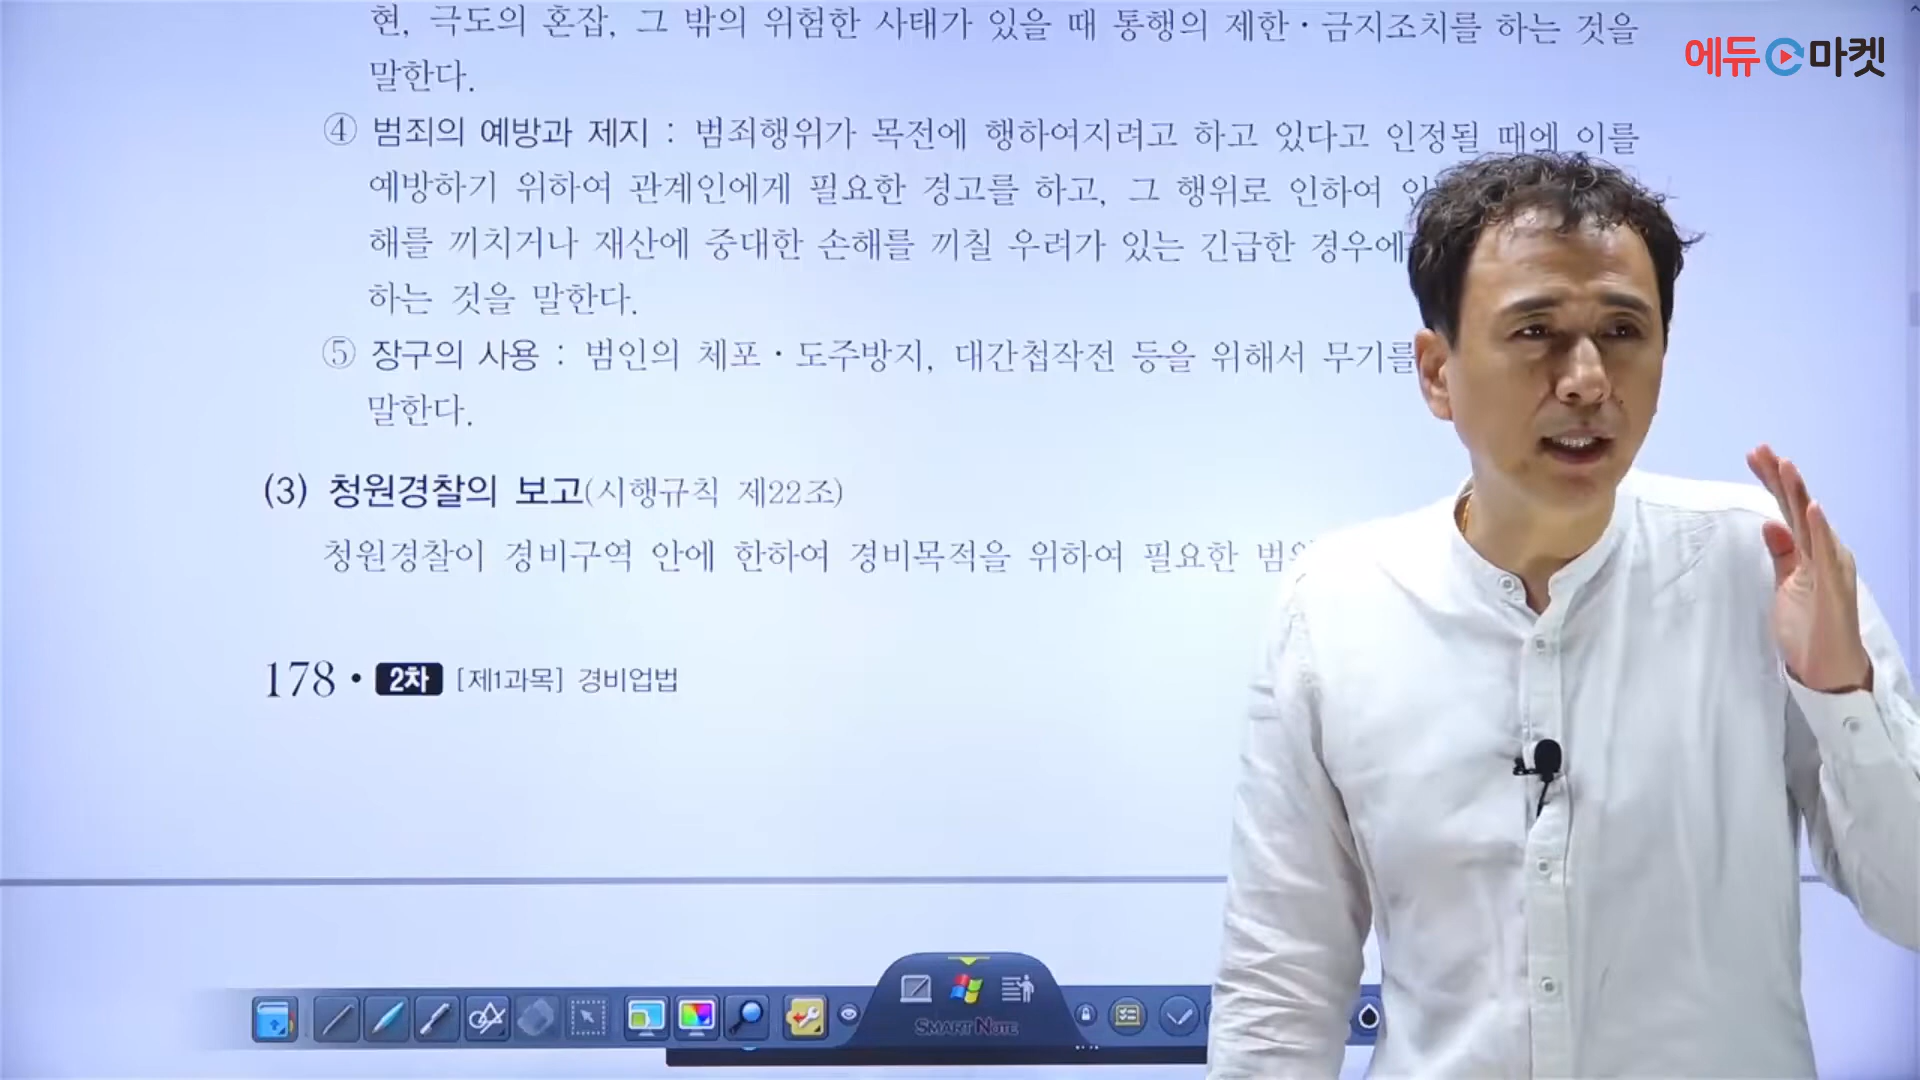 현, 극도의 혼잡, 그 밖의 위험한 사태가 있을 때 통행의 제한·금지조치를 하는 것을
말한다.
에듀 마켓
④ 범죄의 예방과 제지 : 범죄행위가 목전에 행하여지려고 하고 있다고 인정될 때에 이를
예방하기 위하여 관계인에게 필요한 경고를 하고, 그 행위로 인하여
해를 끼치거나 재산에 중대한 손해를 끼칠 우려가 있는 긴급한 경우에
하는 것을 말한다.
⑤ 장구의 사용 : 범인의 체포·도주방지, 대간첩작전 등을 위해서 무기를
말한다.
(3) 청원경찰의 보고(시행규칙 제22조)
청원경찰이 경비구역 안에 한하여 경비목적을 위하여 필요한
178 • 2차 [제1과목] 경비업법
SMART NOTE